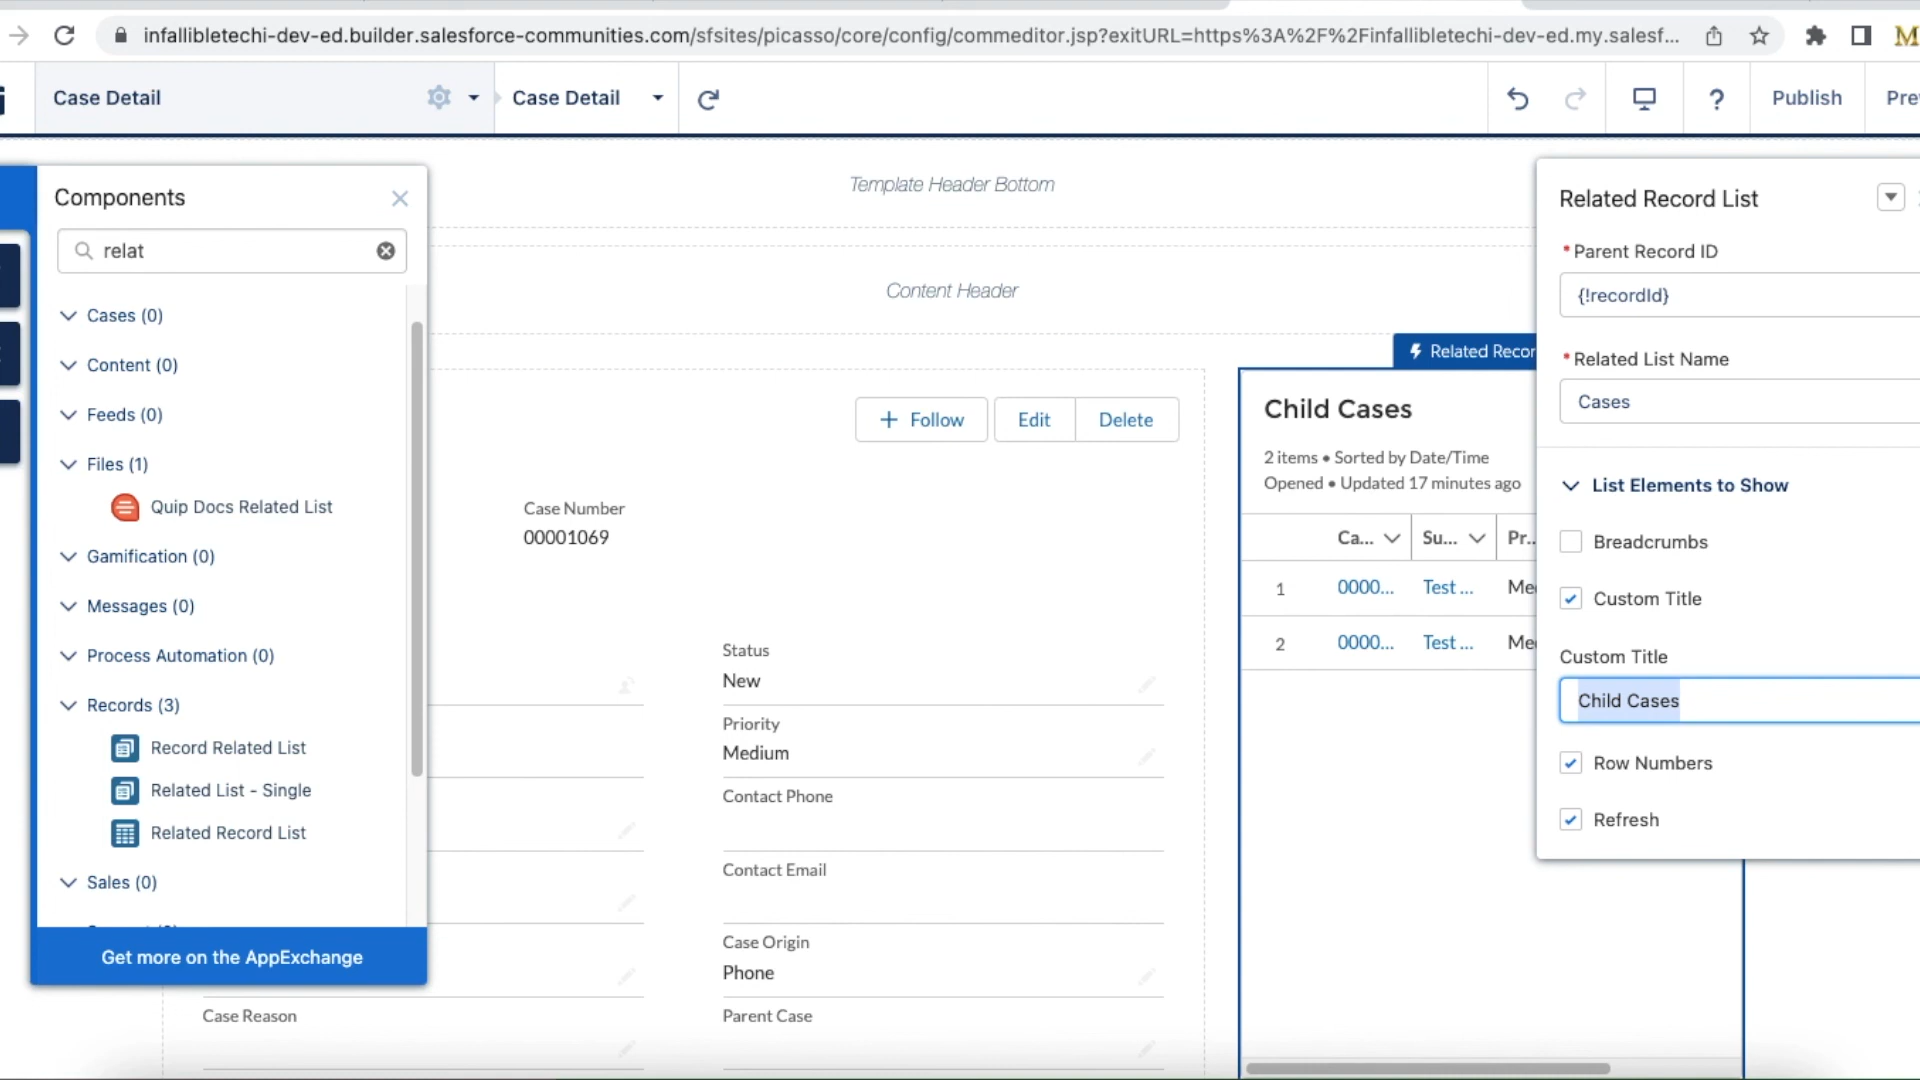 infallibletechi-dev-ed.builder.salesforce-communities.com/sfsites/picasso/core/config/commeditor.jsp?exitURL=https%3A%2F%2Finfallibletechi-dev-ed.my.salesf...
Case Detail
Case Detail
?
Publish
Components
relat
Cases (0)
Content (0)
Feeds (0)
Files (1)
Quip Docs Related List
Gamification (0)
Messages (0)
Process Automation (0)
Records (3)
Record Related List
Related List - Single
Related Record List
Sales (0)
Get more on the AppExchange
Template Header Bottom
Content Header
+ Follow
Edit
Delete
Case Number
00001069
Status
New
Priority
Medium
Contact Phone
Contact Email
Case Origin
Phone
Case Reason
Parent Case
Related Recor
Child Cases
2 items • Sorted by Date/Time
Opened • Updated 17 minutes ago
Ca... Su... Pr...
1 0000... Test ... Me
2 0000... Test ... Me
Related Record List
* Parent Record ID
{!recordId}
* Related List Name
Cases
List Elements to Show
Breadcrumbs
Custom Title
Custom Title
Child Cases
Row Numbers
Refresh